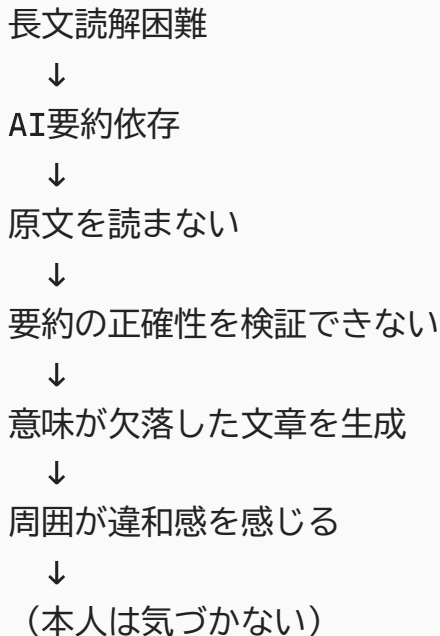 長文読解困難
↓
AI要約依存
↓
原文を読まない
↓
要約の正確性を検証できない
↓
意味が欠落した文章を生成
↓
周囲が違和感を感じる
↓
（本人は気づかない）